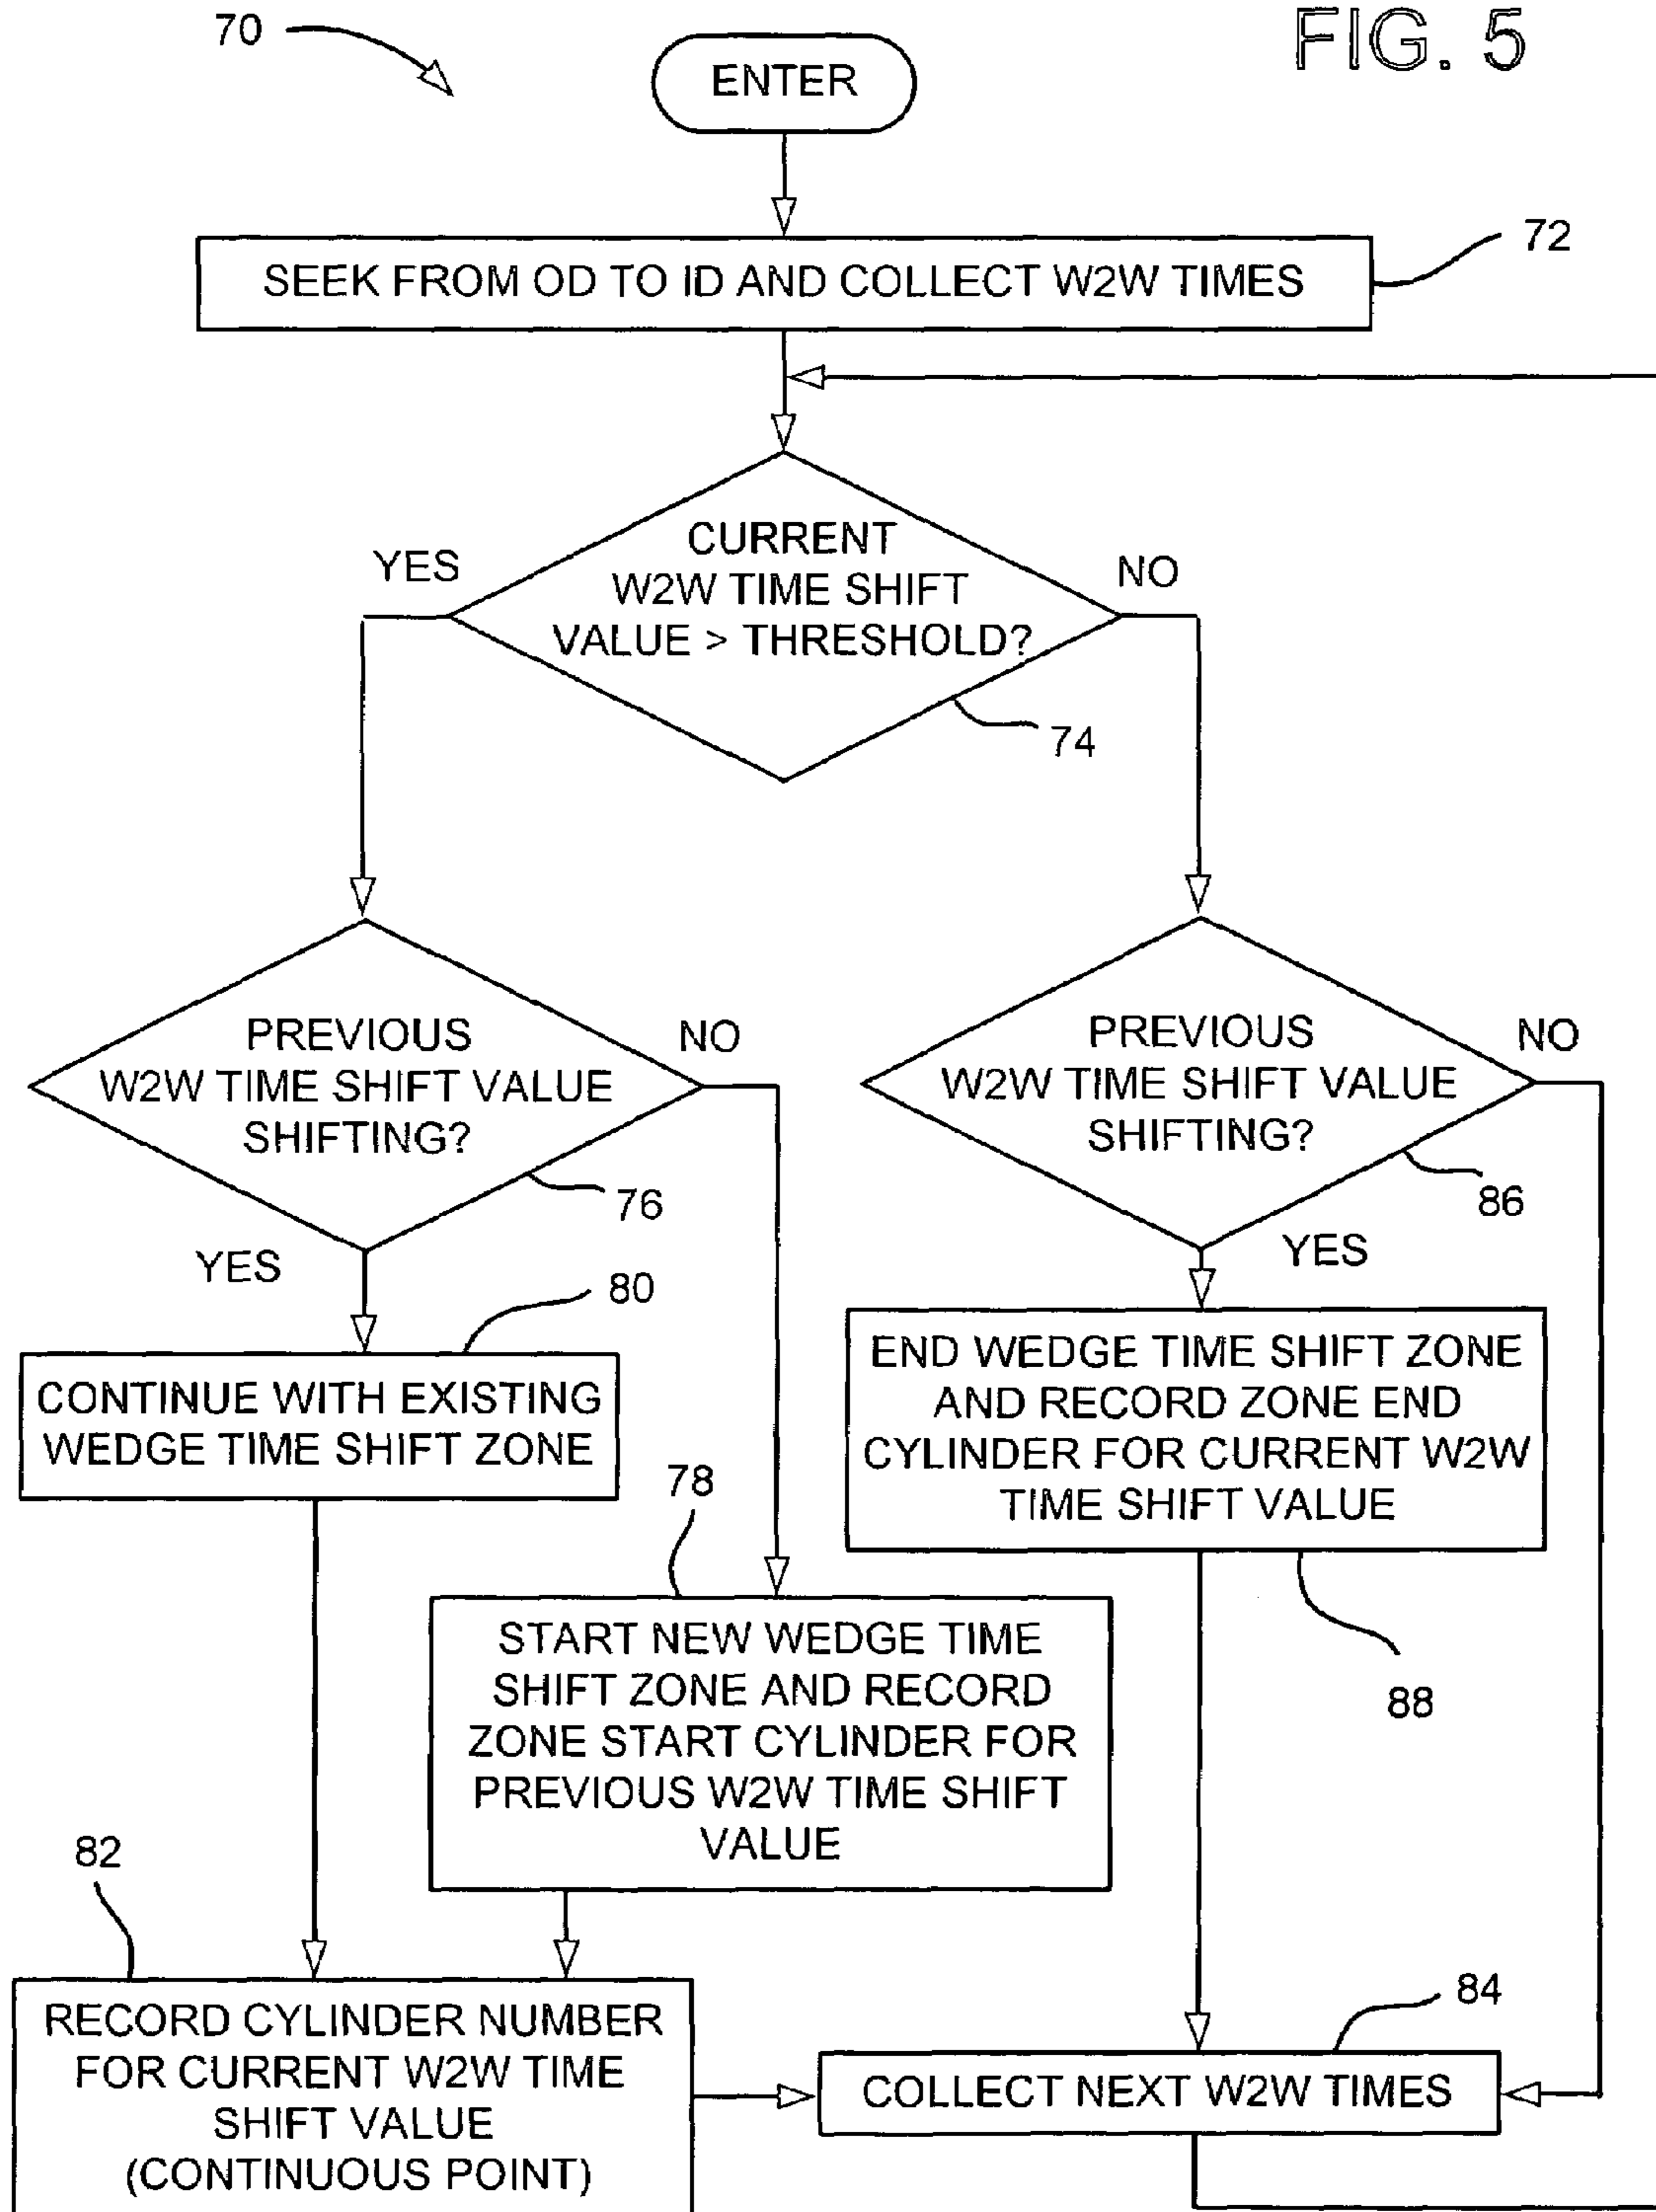 70
FIG. 5
ENTER
SEEK FROM OD TO ID AND COLLECT W2W TIMES
72
CURRENT
W2W TIME SHIFT
VALUE > THRESHOLD?
YES
NO
74
PREVIOUS
W2W TIME SHIFT VALUE
SHIFTING?
NO
76
YES
PREVIOUS
W2W TIME SHIFT VALUE
SHIFTING?
NO
86
YES
80
CONTINUE WITH EXISTING
WEDGE TIME SHIFT ZONE
END WEDGE TIME SHIFT ZONE
AND RECORD ZONE END
CYLINDER FOR CURRENT W2W
TIME SHIFT VALUE
88
78
START NEW WEDGE TIME
SHIFT ZONE AND RECORD
ZONE START CYLINDER FOR
PREVIOUS W2W TIME SHIFT
VALUE
82
RECORD CYLINDER NUMBER
FOR CURRENT W2W TIME
SHIFT VALUE
(CONTINUOUS POINT)
84
COLLECT NEXT W2W TIMES